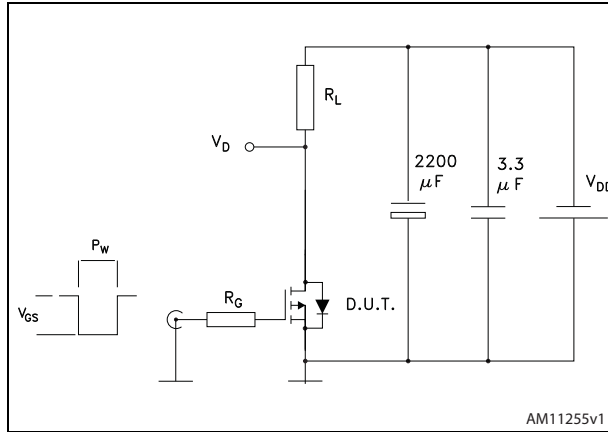 R_L
V_D
2200
μF
3.3
μF
V_DD
P_W
V_GS
R_G
D.U.T.
AM11255v1